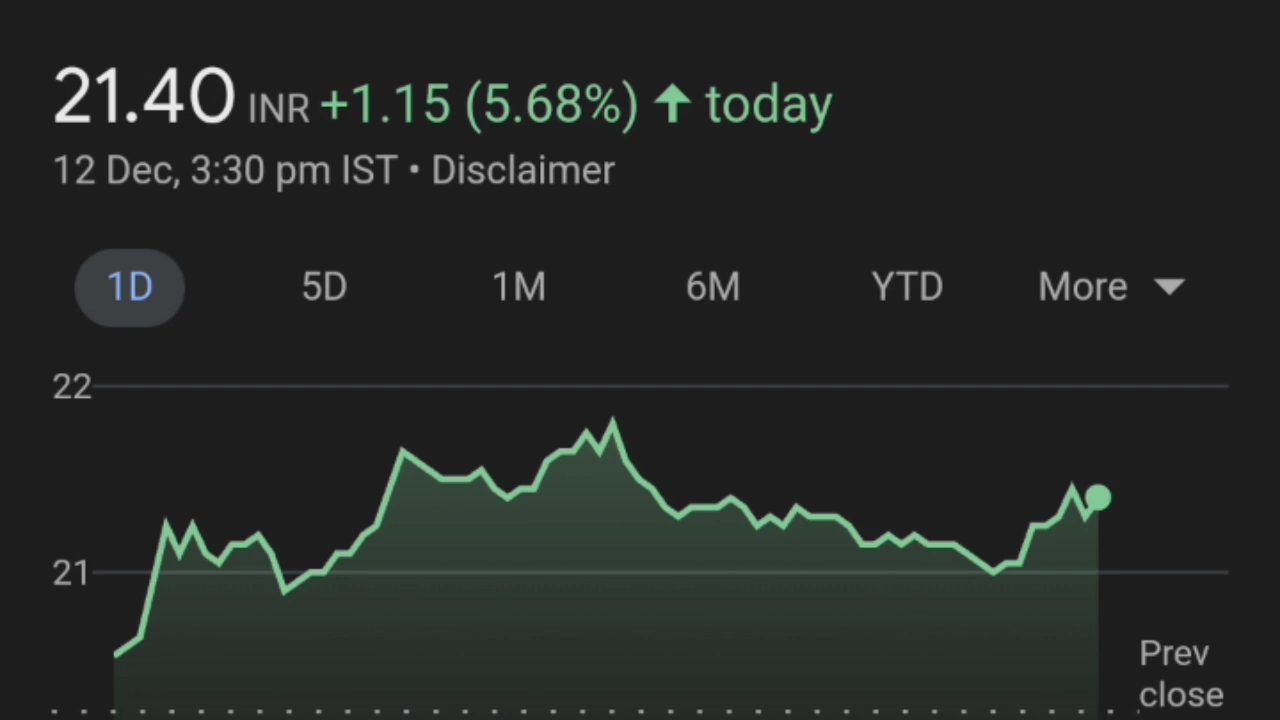 21.40 INR +1.15 (5.68%) ↑ today
12 Dec, 3:30 pm IST • Disclaimer
1D 5D 1M 6M YTD More
22
21
Prev
close